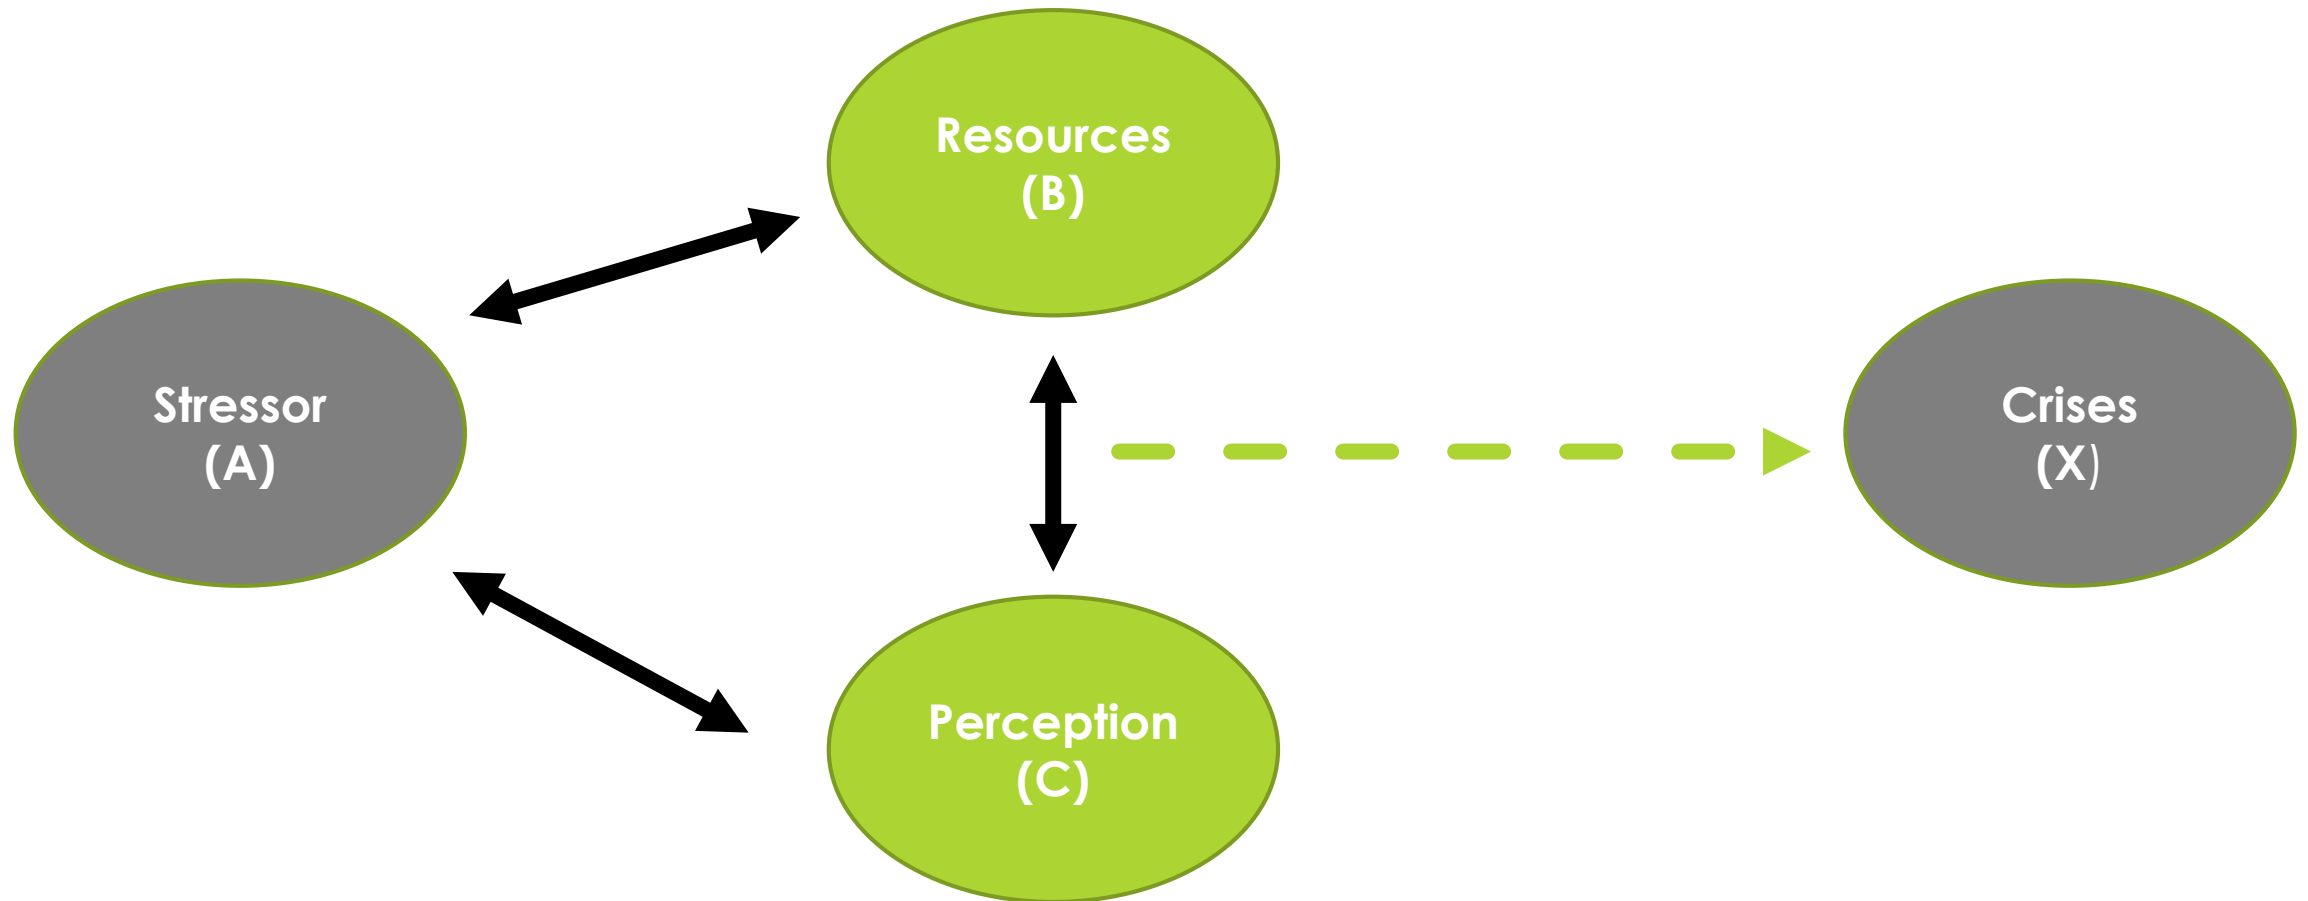 Resources
(B)
Stressor
(A)
Crises
(X)
Perception
(C)